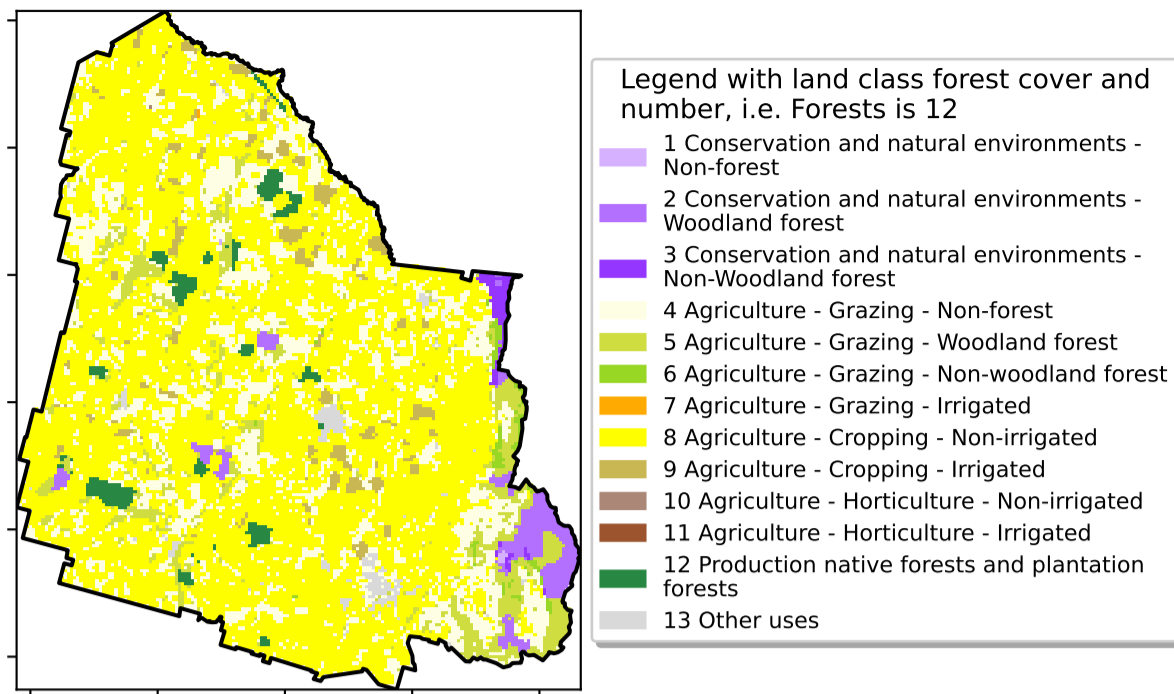 Legend with land class forest cover and
number, i.e. Forests is 12
1 Conservation and natural environments -
Non-forest
2 Conservation and natural environments -
Woodland forest
3 Conservation and natural environments -
Non-Woodland forest
4 Agriculture - Grazing - Non-forest
5 Agriculture - Grazing - Woodland forest
6 Agriculture - Grazing - Non-woodland forest
7 Agriculture - Grazing - Irrigated
8 Agriculture - Cropping - Non-irrigated
9 Agriculture - Cropping - Irrigated
10 Agriculture - Horticulture - Non-irrigated
11 Agriculture - Horticulture - Irrigated
12 Production native forests and plantation
forests
13 Other uses